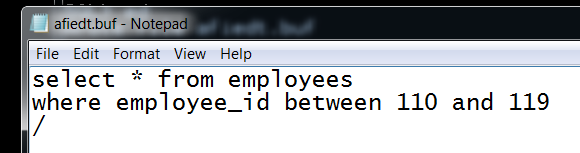 afiedt.buf - Notepad
File Edit Format View Help
select * from employees
where employee_id between 110 and 119
/